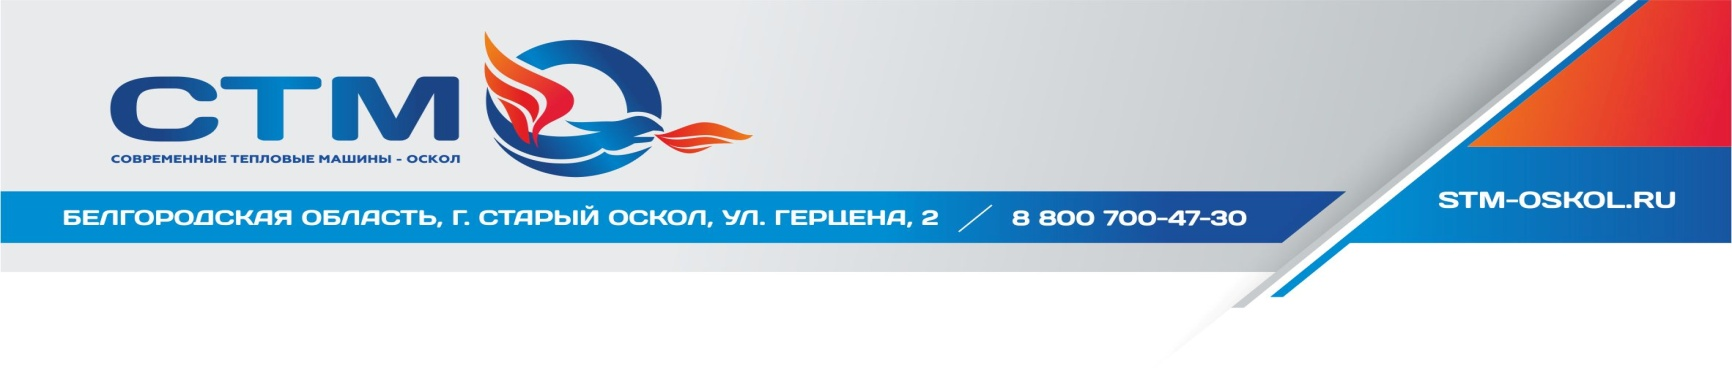 СТМ
СОВРЕМЕННЫЕ ТЕПЛОВЫЕ МАШИНЫ - ОСКОЛ
БЕЛГОРОДСКАЯ ОБЛАСТЬ, Г. СТАРЫЙ ОСКОЛ, УЛ. ГЕРЦЕНА, 2 / 8 800 700-47-30
STM-OSKOL.RU